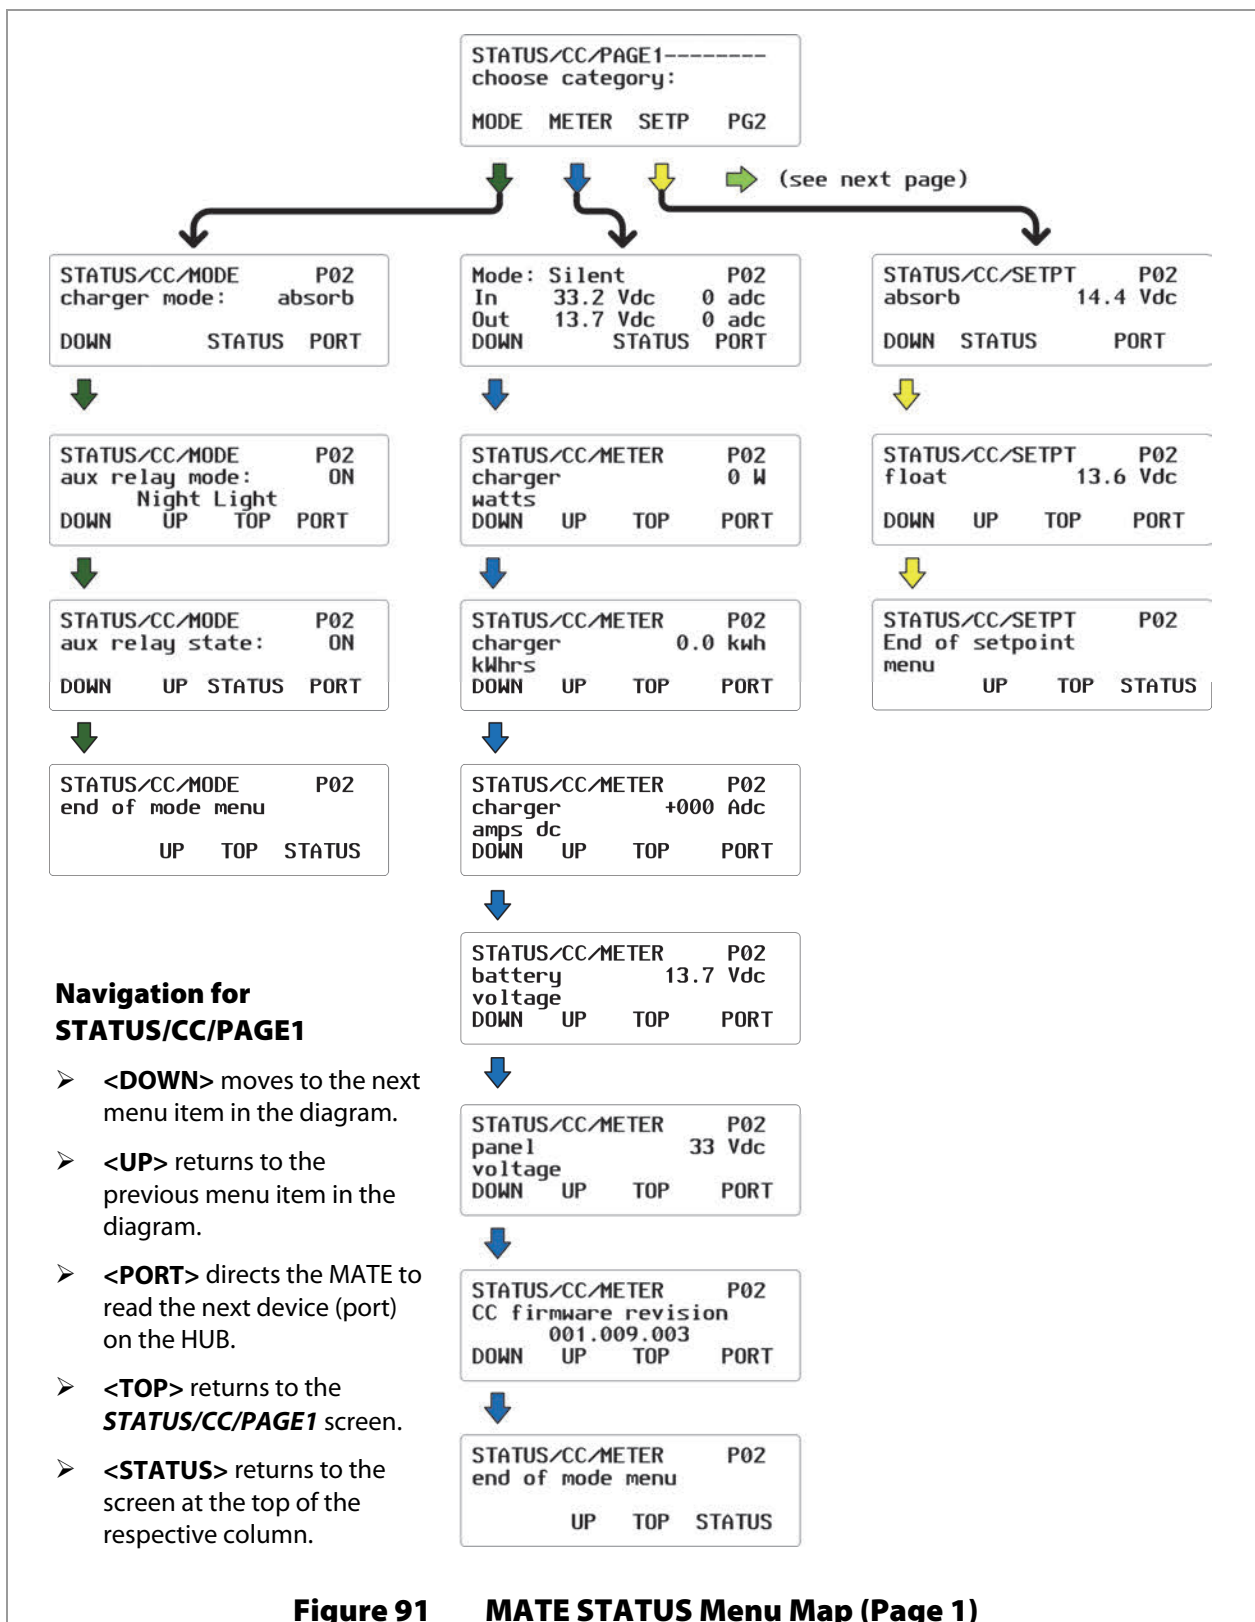 STATUS/CC/PAGE1--------
choose category:
MODE METER SETP PG2
(see next page)
STATUS/CC/MODE P02
charger mode: absorb
DOWN STATUS PORT
STATUS/CC/MODE P02
aux relay mode: ON
Night Light
DOWN UP TOP PORT
STATUS/CC/MODE P02
aux relay state: ON
DOWN UP STATUS PORT
STATUS/CC/MODE P02
end of mode menu
UP TOP STATUS
Mode: Silent P02
In 33.2 Vdc 0 adc
Out 13.7 Vdc 0 adc
DOWN STATUS PORT
STATUS/CC/METER P02
charger 0 W
watts
DOWN UP TOP PORT
STATUS/CC/METER P02
charger 0.0 kwh
kWhrs
DOWN UP TOP PORT
STATUS/CC/METER P02
charger +000 Adc
amps dc
DOWN UP TOP PORT
STATUS/CC/METER P02
battery 13.7 Vdc
voltage
DOWN UP TOP PORT
STATUS/CC/METER P02
panel 33 Vdc
voltage
DOWN UP TOP PORT
STATUS/CC/METER P02
CC firmware revision
001.009.003
DOWN UP TOP PORT
STATUS/CC/METER P02
end of mode menu
UP TOP STATUS
STATUS/CC/SETPT P02
absorb 14.4 Vdc
DOWN STATUS PORT
STATUS/CC/SETPT P02
float 13.6 Vdc
DOWN UP TOP PORT
STATUS/CC/SETPT P02
End of setpoint
menu
UP TOP STATUS
Navigation for
STATUS/CC/PAGE1
➢ <DOWN> moves to the next
menu item in the diagram.
➢ <UP> returns to the
previous menu item in the
diagram.
➢ <PORT> directs the MATE to
read the next device (port)
on the HUB.
➢ <TOP> returns to the
STATUS/CC/PAGE1 screen.
➢ <STATUS> returns to the
screen at the top of the
respective column.
Figure 91 MATE STATUS Menu Map (Page 1)